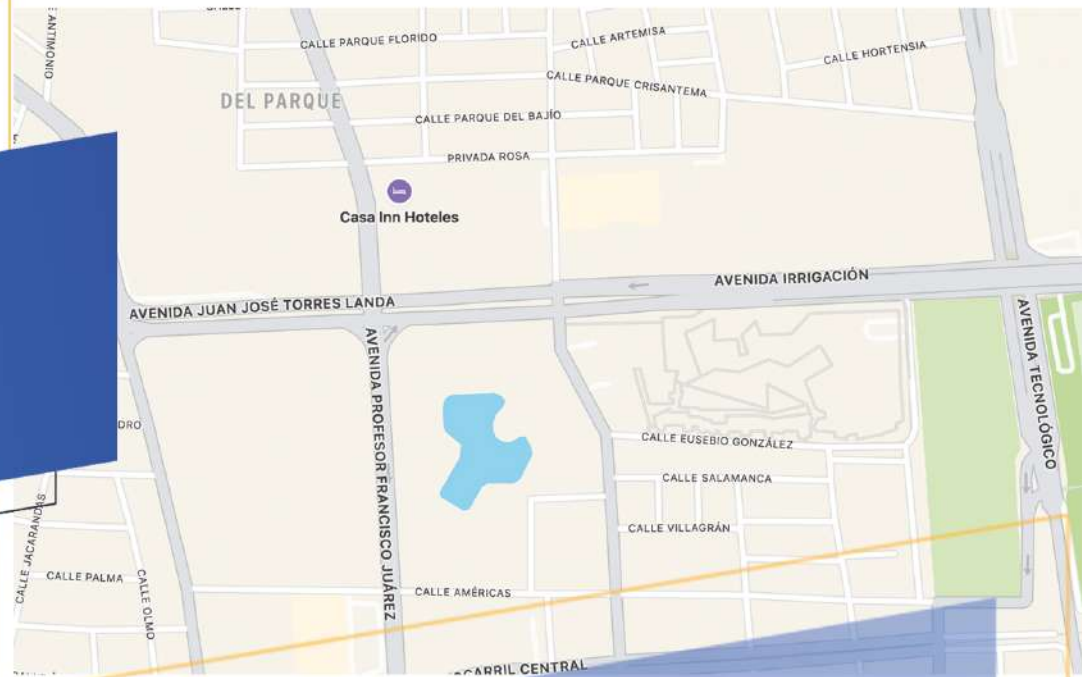 CALLE PARQUE FLORIDO
CALLE ARTEMISA
CALLE HORTENSIA
ANTIMONIO
CALLE PARQUE CRISANTEMA
DEL PARQUE
CALLE PARQUE DEL BAJÍO
PRIVADA ROSA
Casa Inn Hoteles
AVENIDA IRRIGACIÓN
AVENIDA JUAN JOSÉ TORRES LANDA
AVENIDA TECNOLÓGICO
AVENIDA PROFESOR FRANCISCO JUÁREZ
DRO
CALLE EUSEBIO GONZÁLEZ
CALLE SALAMANCA
CALLE VILLAGRÁN
CALLE JACARANDAS
CALLE PALMA
CALLE OLMO
CALLE AMÉRICAS
CARRIL CENTRAL